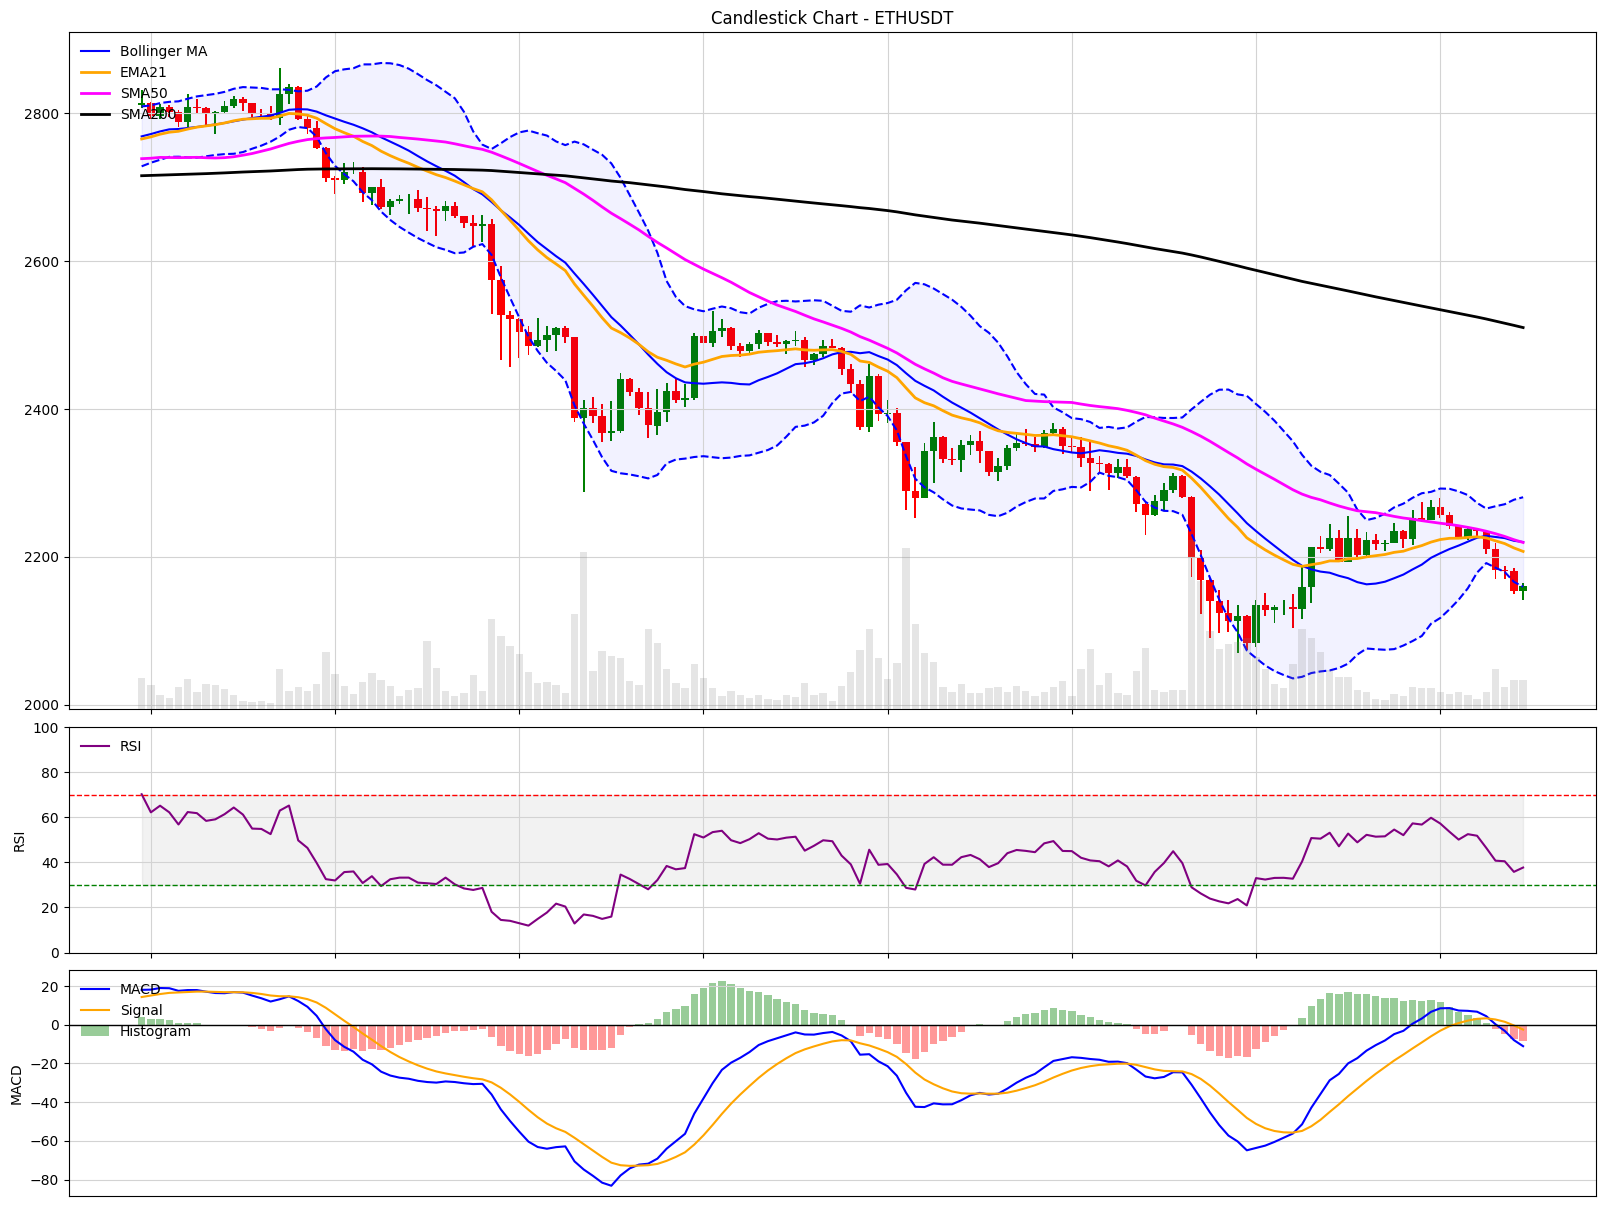 Candlestick Chart - ETHUSDT
Bollinger MA
EMA21
SMA50
SMA200
2800
2600
2400
2200
2000
RSI
RSI
100
80
60
40
20
0
MACD
Signal
Histogram
MACD
20
0
−20
−40
−60
−80